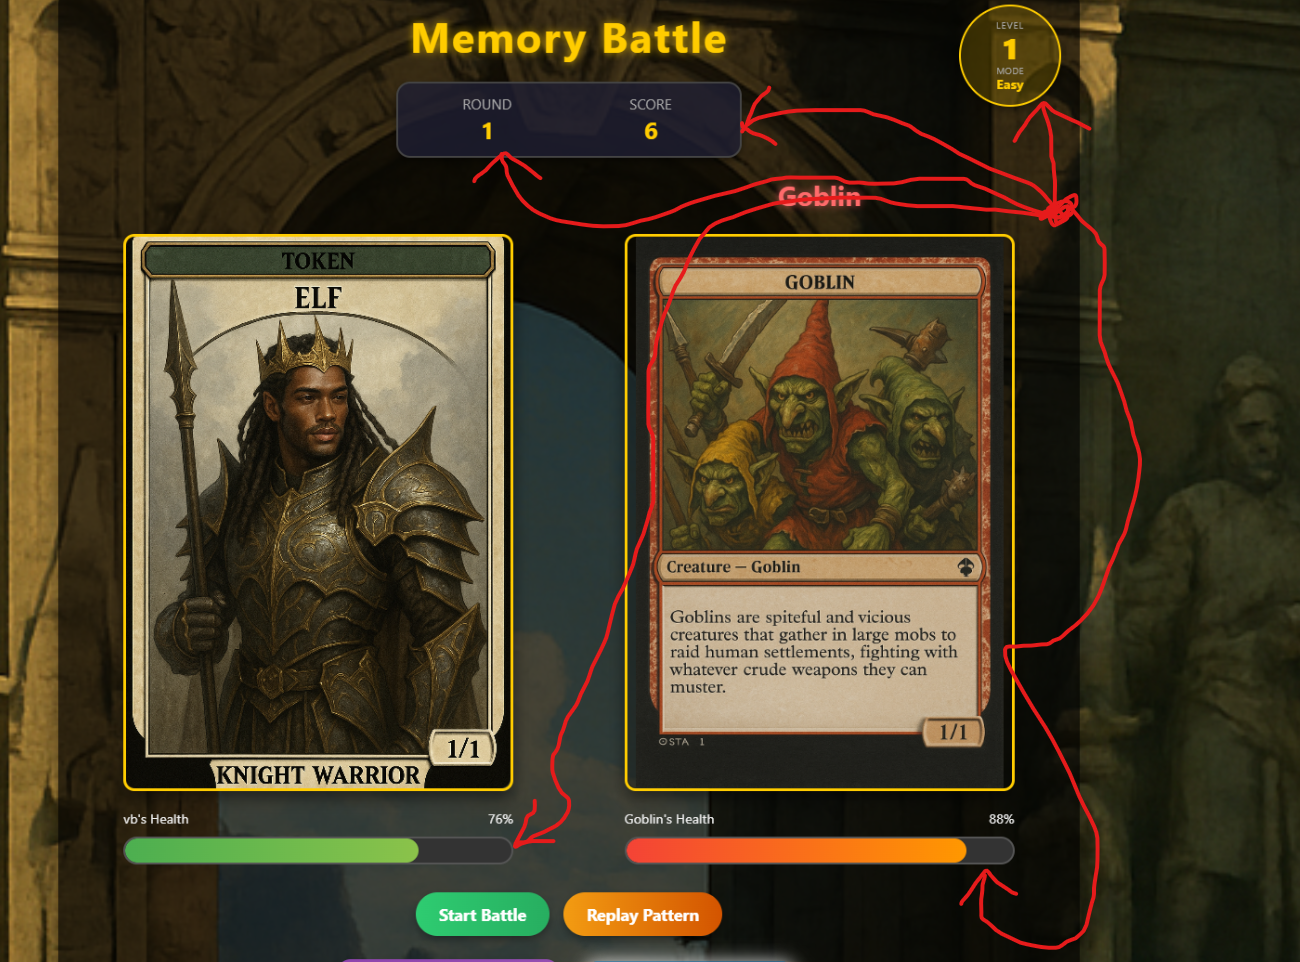 Memory Battle
LEVEL
1
MODE
Easy
ROUND
SCORE
1
6
Goblin
TOKEN
ELF
1/1
KNIGHT WARRIOR
GOBLIN
Creature — Goblin
Goblins are spiteful and vicious
creatures that gather in large mobs to
raid human settlements, fighting with
whatever crude weapons they can
muster.
1/1
STA 1
vb's Health
76%
Goblin's Health
88%
Start Battle
Replay Pattern